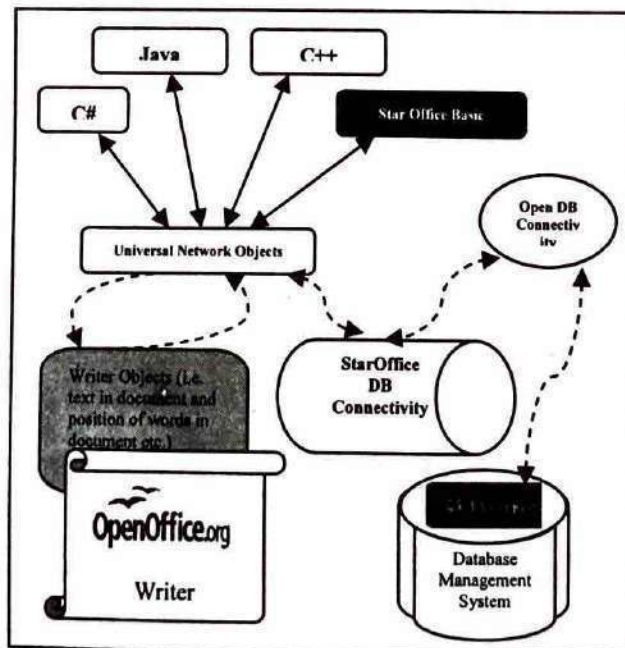 Java
C++
C#
Star Office Basic
Universal Network Objects
Open DB
Connectiv
ity
StarOffice
DB
Connectivity
Writer Objects (i.e.
text in document and
position of words in
document etc.)
OpenOffice.org
Writer
Database
Management
System